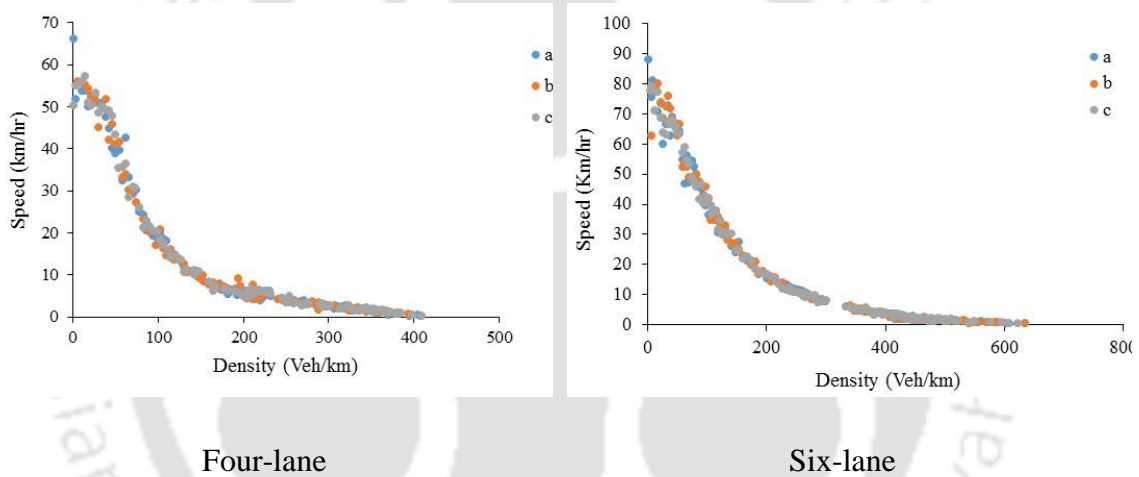 70
60
50
40
30
20
10
0
Speed (km/hr)
0 100 200 300 400 500
Density (Veh/km)
a
b
c
100
90
80
70
60
50
40
30
20
10
0
Speed (Km/hr)
0 200 400 600 800
Density (Veh/km)
a
b
c
Four-lane
Six-lane